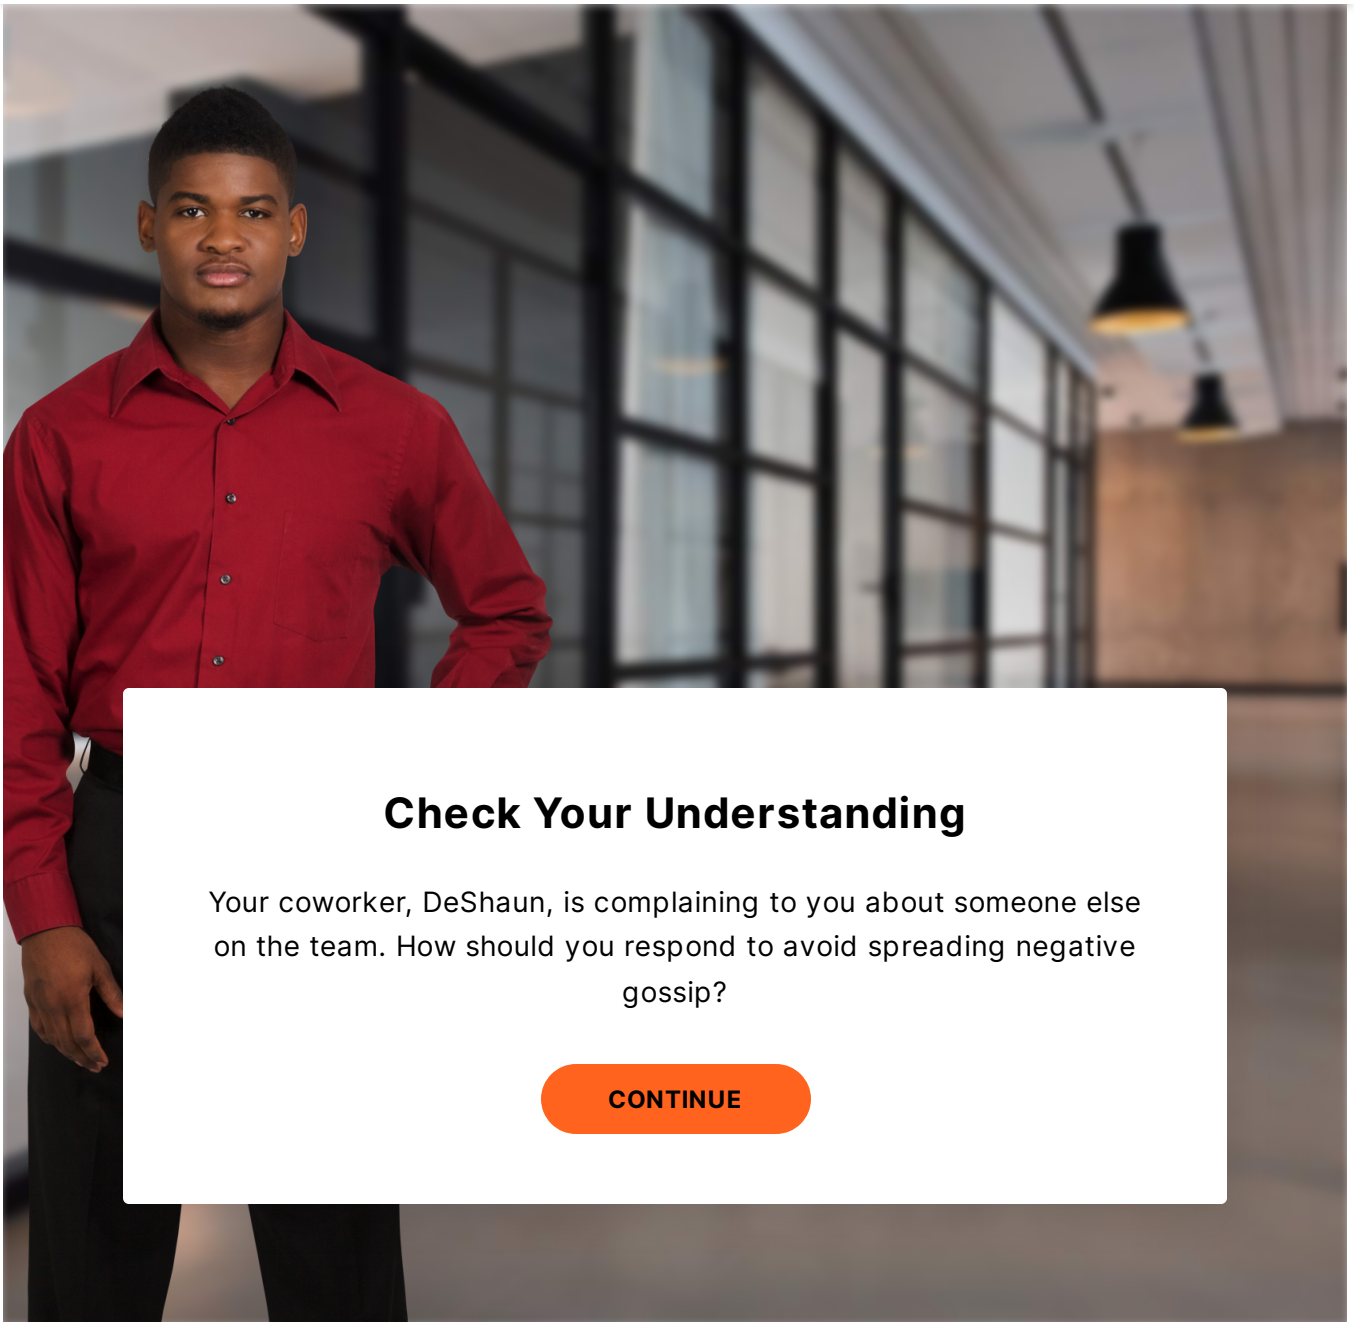 Check Your Understanding
Your coworker, DeShaun, is complaining to you about someone else
on the team. How should you respond to avoid spreading negative
gossip?
CONTINUE